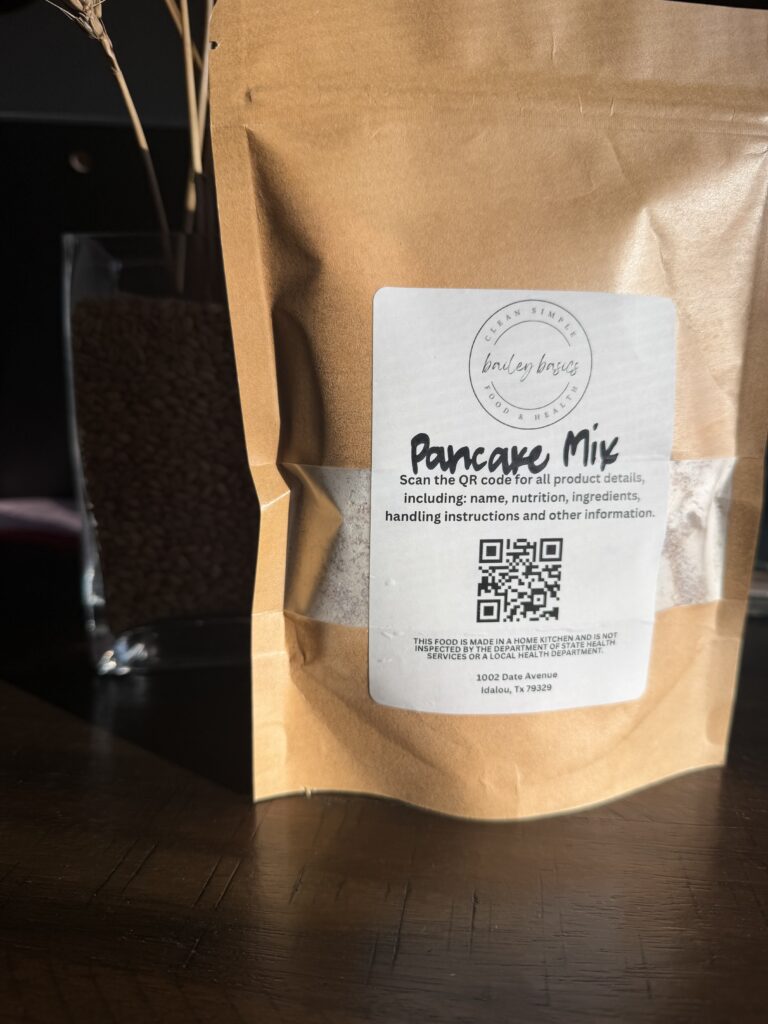 CLEAN SIMPLE
bailey basics
FOOD & HEALTH
Pancake Mix
Scan the QR code for all product details,
including: name, nutrition, ingredients,
handling instructions and other information.
THIS FOOD IS MADE IN A HOME KITCHEN AND IS NOT
INSPECTED BY THE DEPARTMENT OF STATE HEALTH
SERVICES OR A LOCAL HEALTH DEPARTMENT.
1002 Date Avenue
Idalou, Tx 79329